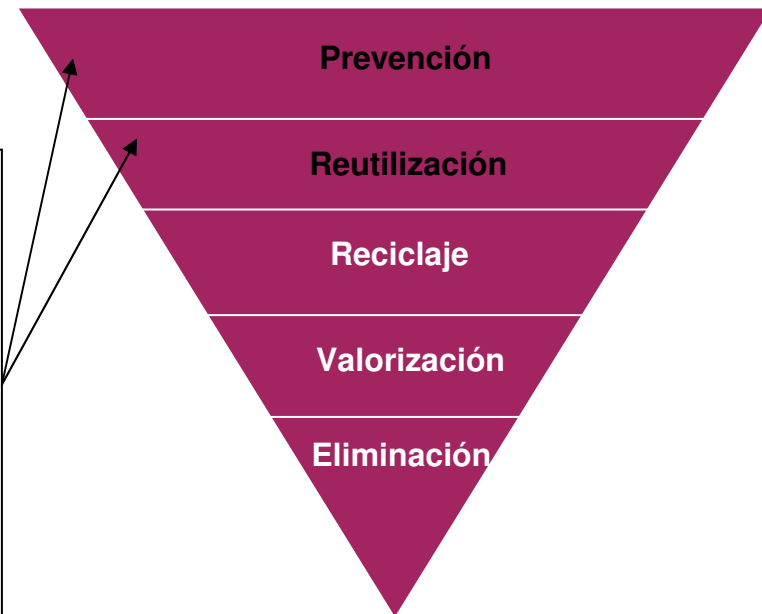 Prevención
Reutilización
Reciclaje
Valorización
Eliminación